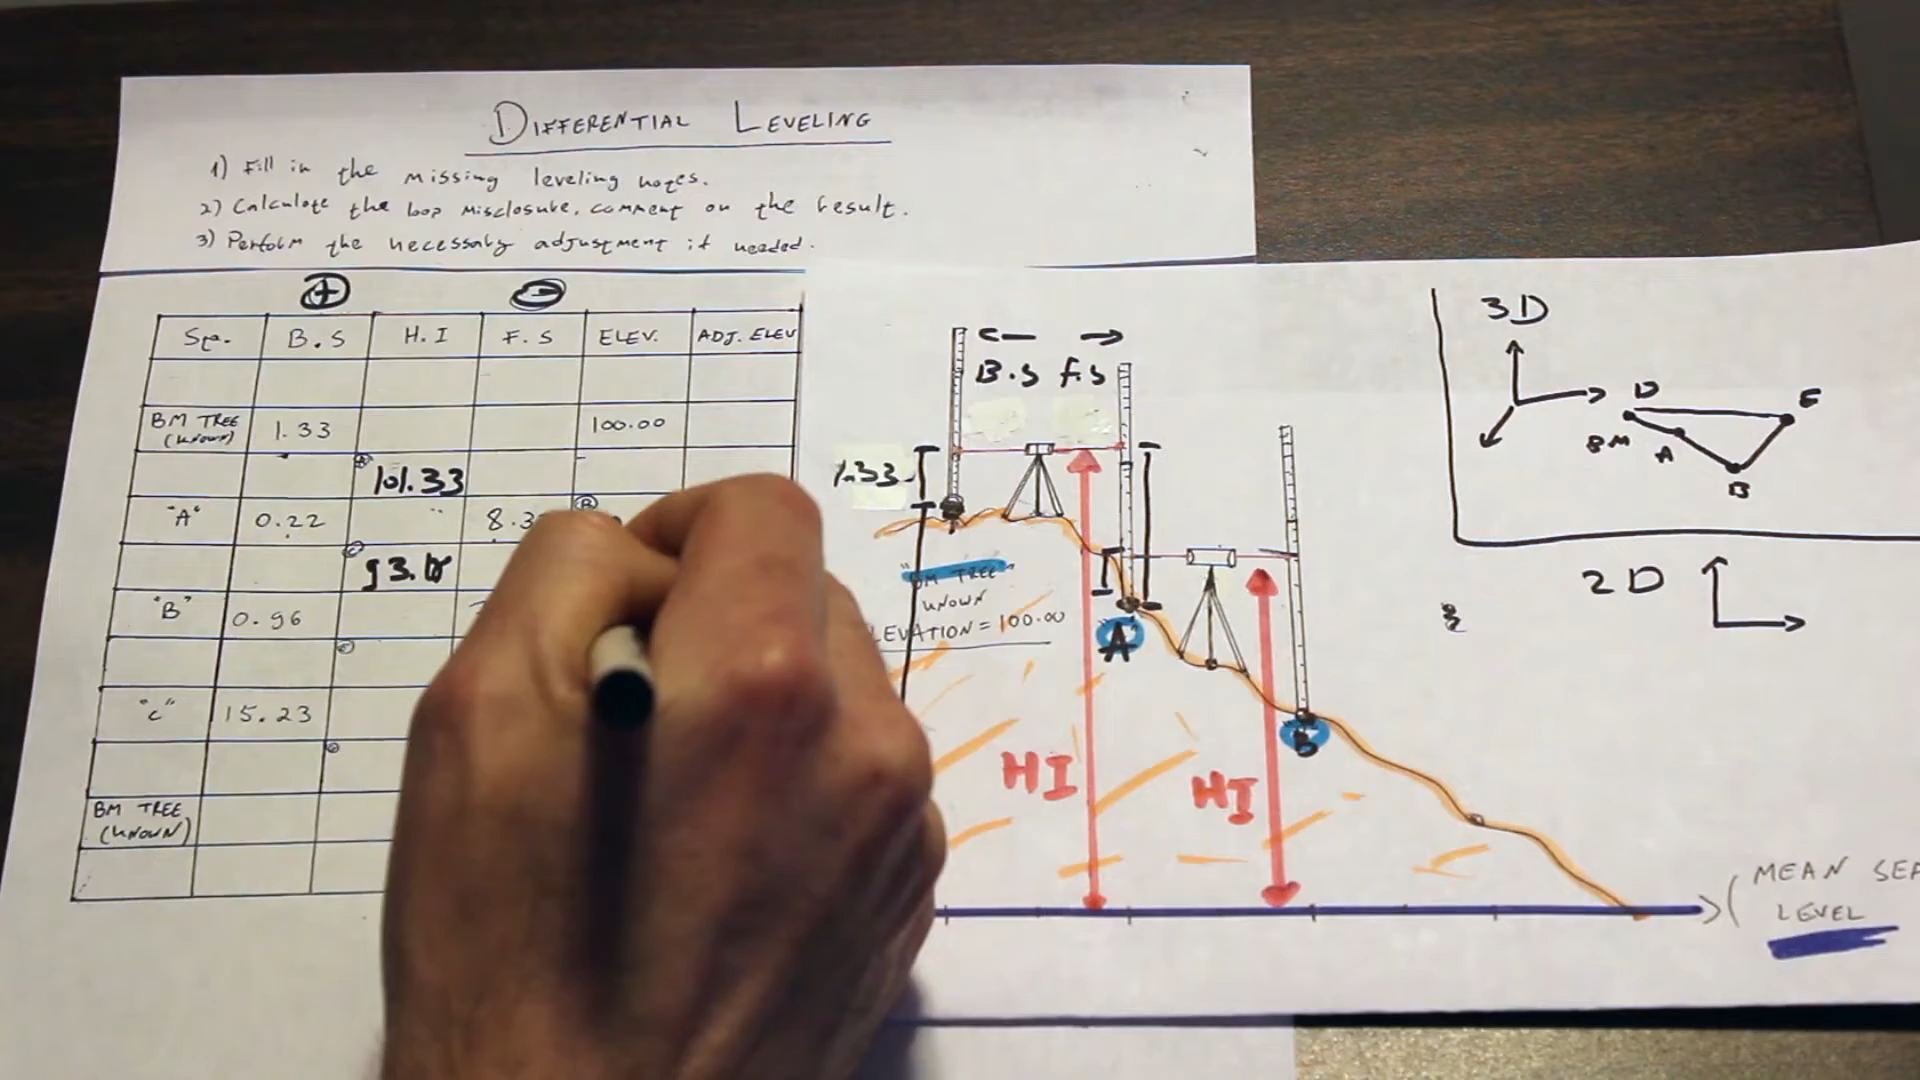 DIFFERENTIAL LEVELING
1) Fill in the missing leveling notes.
2) Calculate the loop misclosure, comment on the result.
3) Perform the necessary adjustment if needed.
+ -
Sta. B.S H.I F.S ELEV. ADJ. ELEV
BM TREE (KNOWN) 1.33 100.00
A
101.33
"A" 0.22 B
C
"B" 0.96
"C" 15.23
BM TREE (KNOWN)
B.S F.S
1.33
"BM TREE"
KNOWN
ELEVATION = 100.00
"A"
B
HI
HI
MEAN SEA
LEVEL
3D
D
BM
A
B
2D